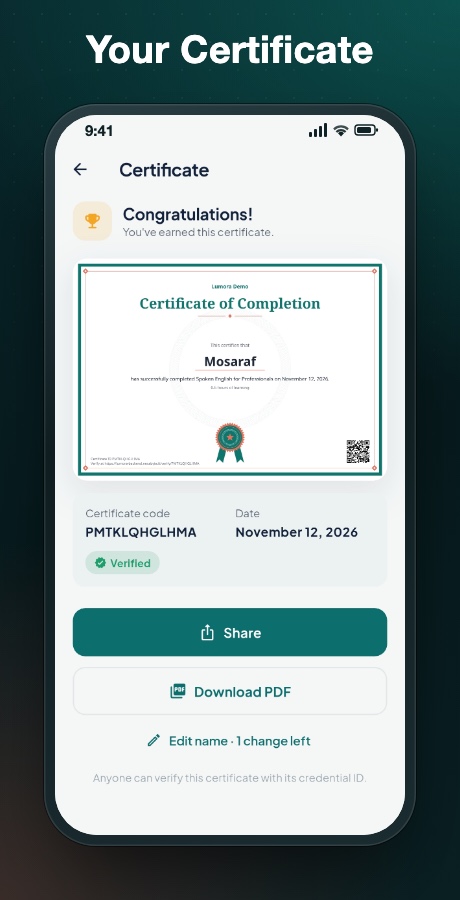 Your Certificate
9:41
Certificate
Congratulations!
You've earned this certificate.
Lumora Demo
Certificate of Completion
This certifies that
Mosaraf
has successfully completed Spoken English for Professionals on November 12, 2026.
Certificate code
PMTKLQHGLHMA
Date
November 12, 2026
Verified
Share
PDF
Download PDF
Edit name · 1 change left
Anyone can verify this certificate with its credential ID.